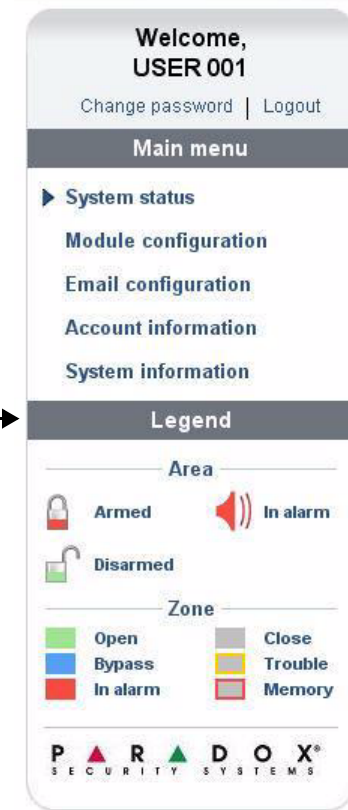 Welcome,
USER 001
Change password | Logout
Main menu
System status
Module configuration
Email configuration
Account information
System information
Legend
Area
Armed In alarm
Disarmed
Zone
Open Close
Bypass Trouble
In alarm Memory
PARADOX®
SECURITY SYSTEMS